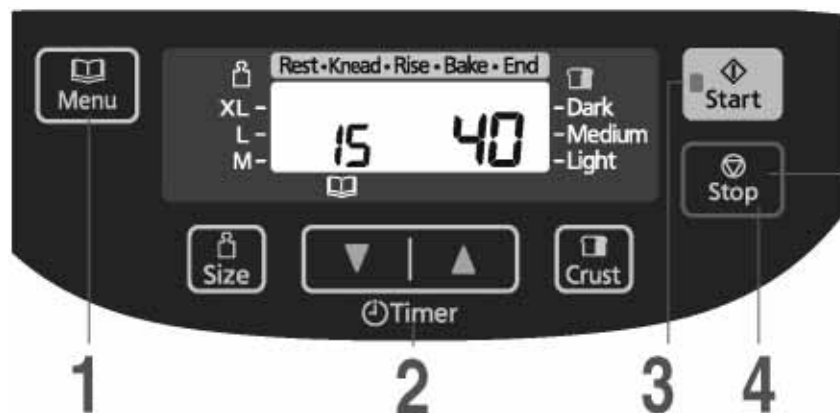 Menu
Rest•Knead•Rise•Bake•End
XL
L
M
15 40
Dark
Medium
Light
Start
Stop
Size
Timer
Crust
1 2 3 4